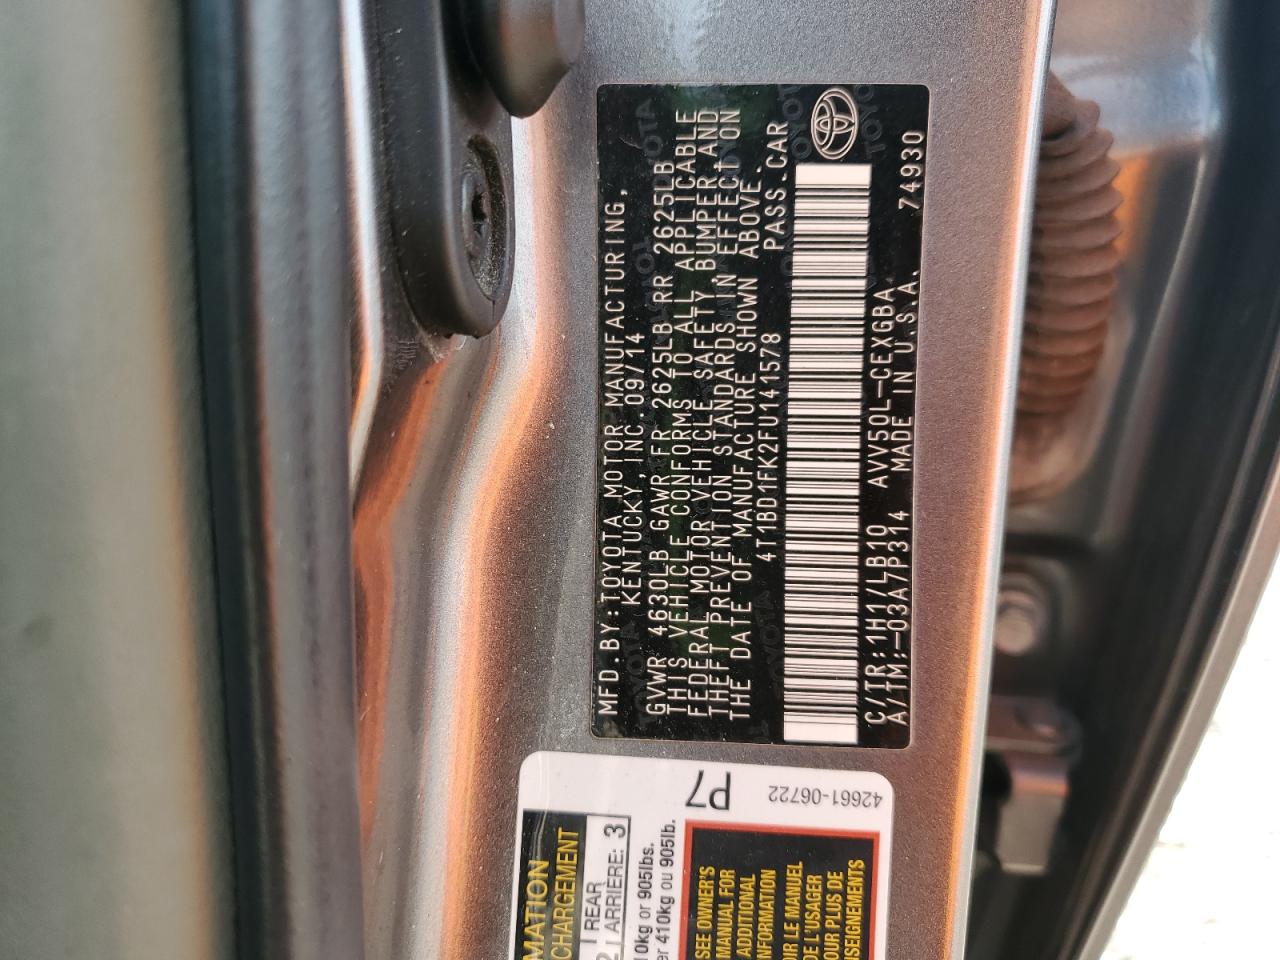 MFD.BY:TOYOTA MOTOR MANUFACTURING,
KENTUCKY, INC. 09/14
GVWR 4630LB GAWR FR 2625LB RR 2625LB
THIS VEHICLE CONFORMS TO ALL APPLICABLE
FEDERAL MOTOR VEHICLE SAFETY BUMPER, AND
THEFT PREVENTION STANDARDS IN EFFECT ON
THE DATE OF MANUFACTURE SHOWN ABOVE.
4T1BD1FK2FU141578 PASS.CAR
C/TR:1H1/LB10 AVV50L-CEXGBA
A/TM:-03A/P314 MADE IN U.S.A. 74930
P7
42661-06722
MATION
CHARGEMENT
2 REAR
ARRIERE: 3
10kg or 905lbs.
er 410kg ou 905lb.
SEE OWNER'S
MANUAL FOR
ADDITIONAL
NFORMATION
OIR LE MANUEL
DE L'USAGER
OUR PLUS DE
SEIGNEMENTS